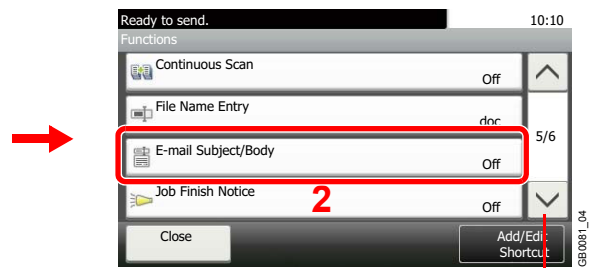 Ready to send.
10:10
Functions
Continuous Scan
Off
File Name Entry
doc
5/6
E-mail Subject/Body
Off
Job Finish Notice
2
Off
Close
Add/Edit
Shortcut
GB0081_04